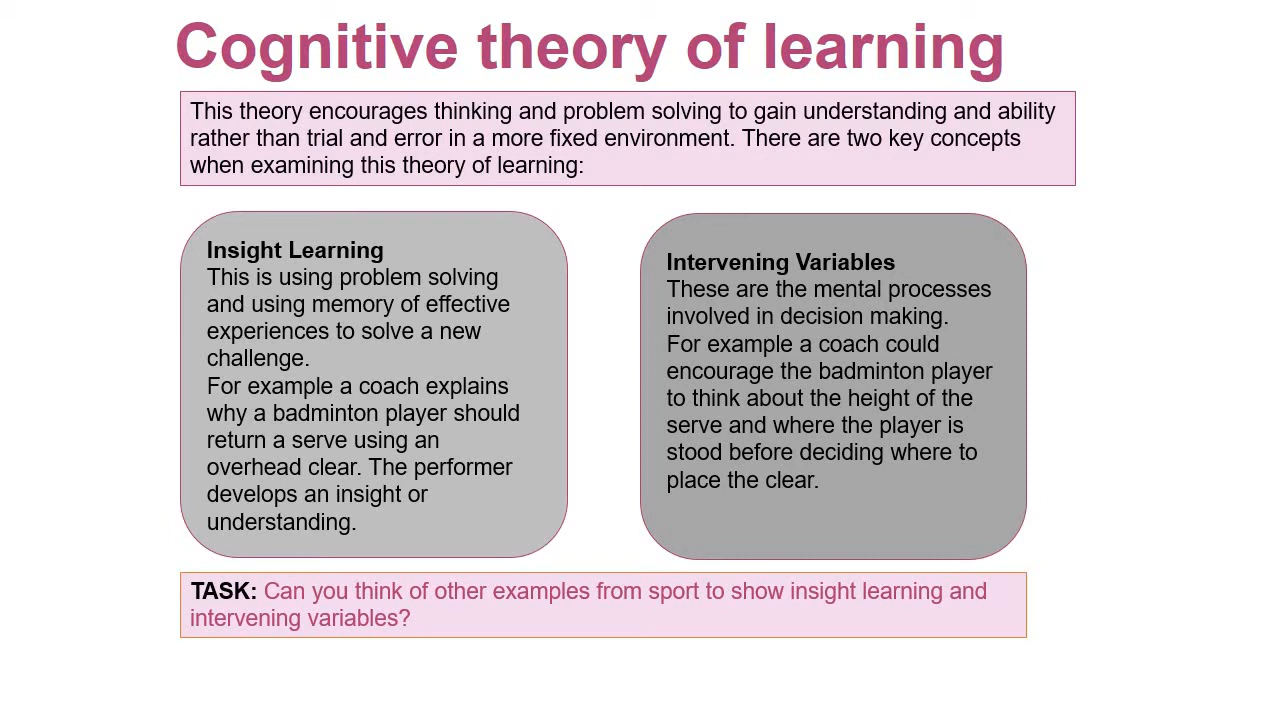 Cognitive theory of learning
This theory encourages thinking and problem solving to gain understanding and ability
rather than trial and error in a more fixed environment. There are two key concepts
when examining this theory of learning:
Insight Learning
This is using problem solving
and using memory of effective
experiences to solve a new
challenge.
For example a coach explains
why a badminton player should
return a serve using an
overhead clear. The performer
develops an insight or
understanding.
Intervening Variables
These are the mental processes
involved in decision making.
For example a coach could
encourage the badminton player
to think about the height of the
serve and where the player is
stood before deciding where to
place the clear.
TASK: Can you think of other examples from sport to show insight learning and
intervening variables?